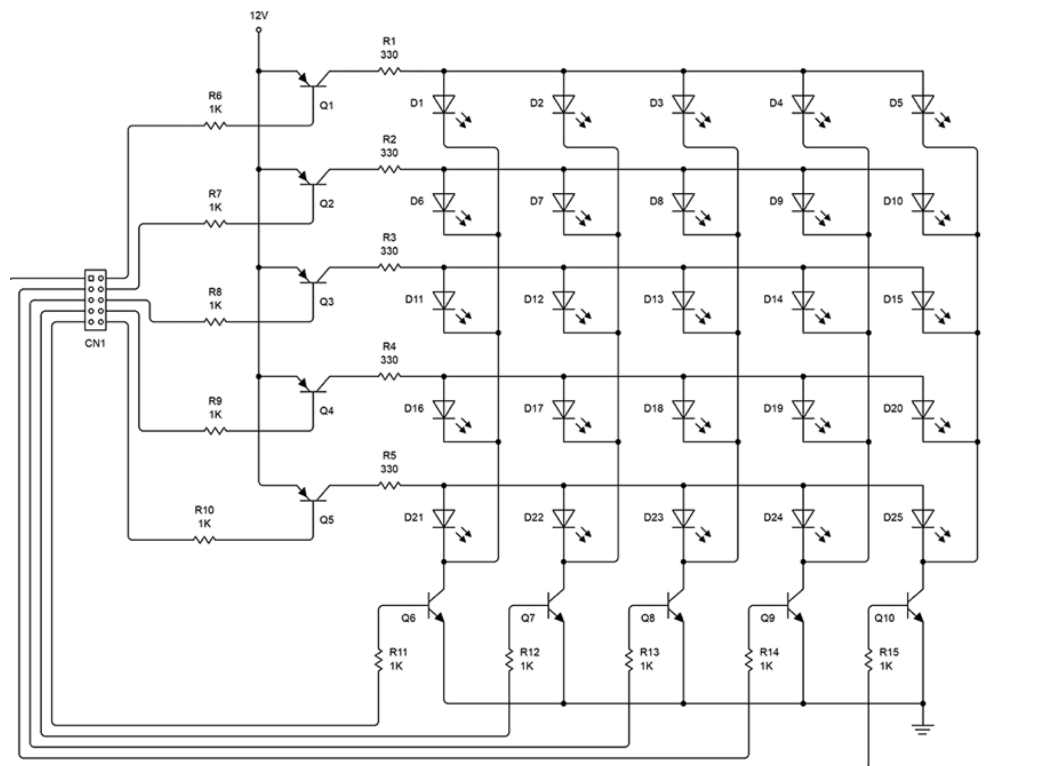 12V
R1
330
R6
1K
Q1
D1
D2
D3
D4
D5
R2
330
R7
1K
Q2
D6
D7
D8
D9
D10
R3
330
R8
1K
Q3
D11
D12
D13
D14
D15
CN1
R4
330
R9
1K
Q4
D16
D17
D18
D19
D20
R5
330
R10
1K
Q5
D21
D22
D23
D24
D25
Q6
Q7
Q8
Q9
Q10
R11
1K
R12
1K
R13
1K
R14
1K
R15
1K